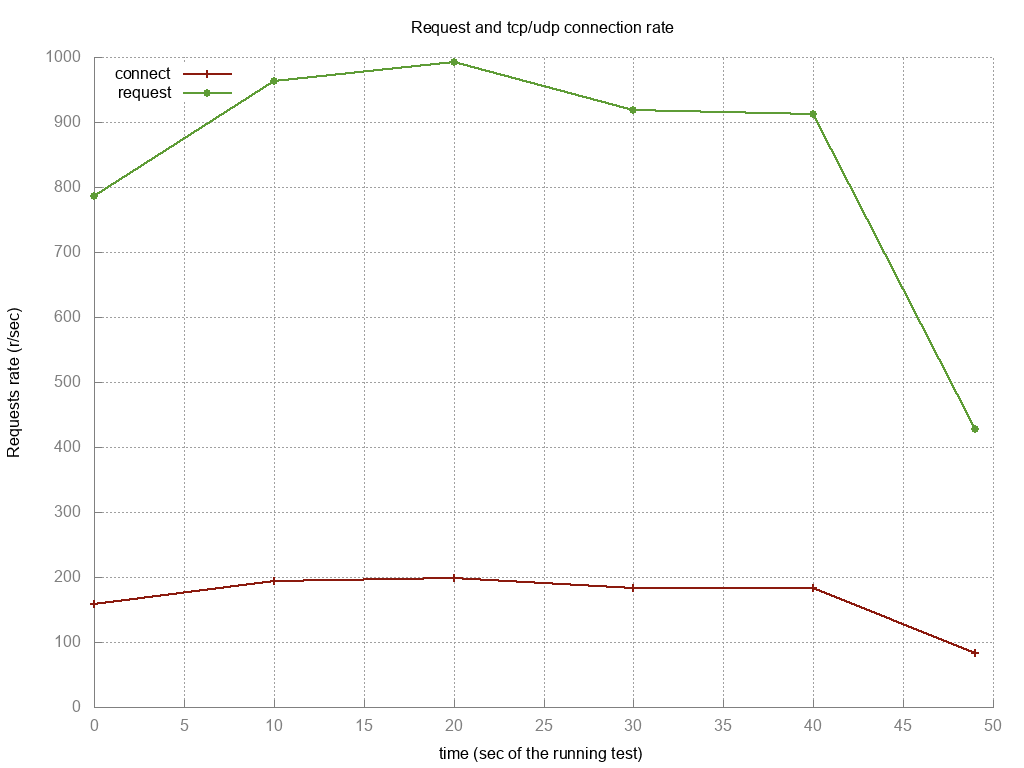 Request and tcp/udp connection rate
connect
request
1000
900
800
700
600
500
400
300
200
100
0
Requests rate (r/sec)
0 5 10 15 20 25 30 35 40 45 50
time (sec of the running test)